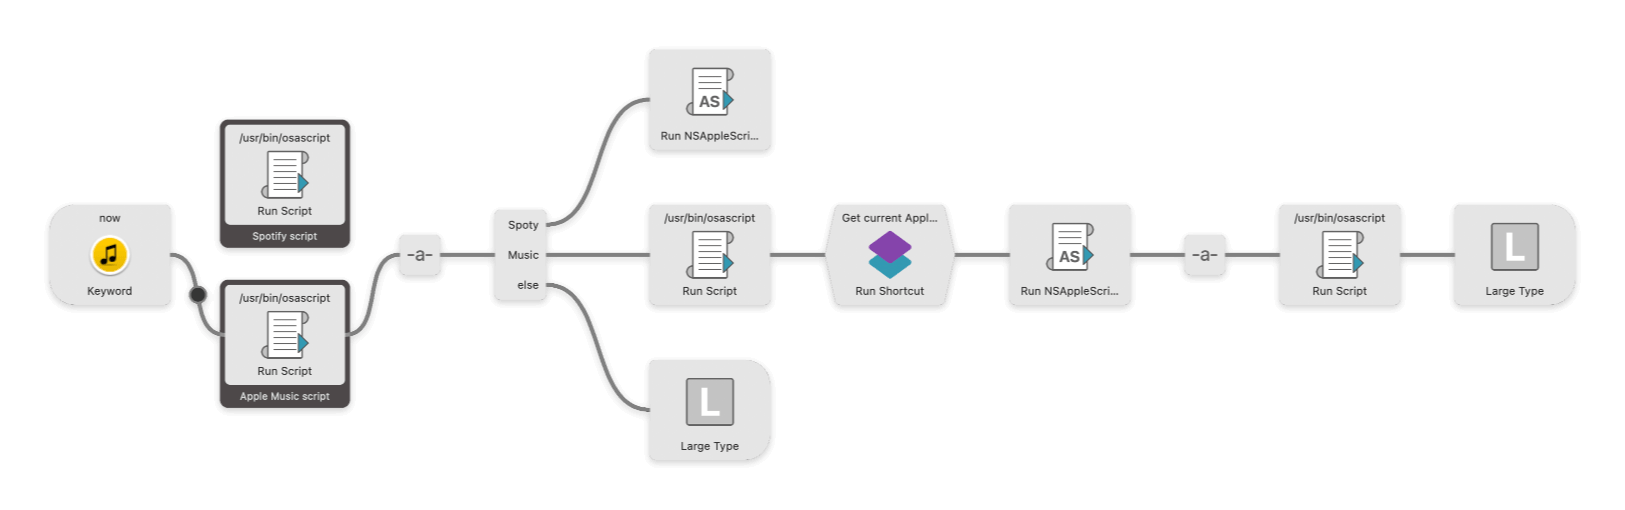 now
Keyword
/usr/bin/osascript
Run Script
Spotify script
/usr/bin/osascript
Run Script
Apple Music script
-a-
Spoty
Music
else
AS
Run NSAppleScri...
/usr/bin/osascript
Run Script
L
Large Type
Get current Appl...
Run Shortcut
AS
Run NSAppleScri...
-a-
/usr/bin/osascript
Run Script
L
Large Type